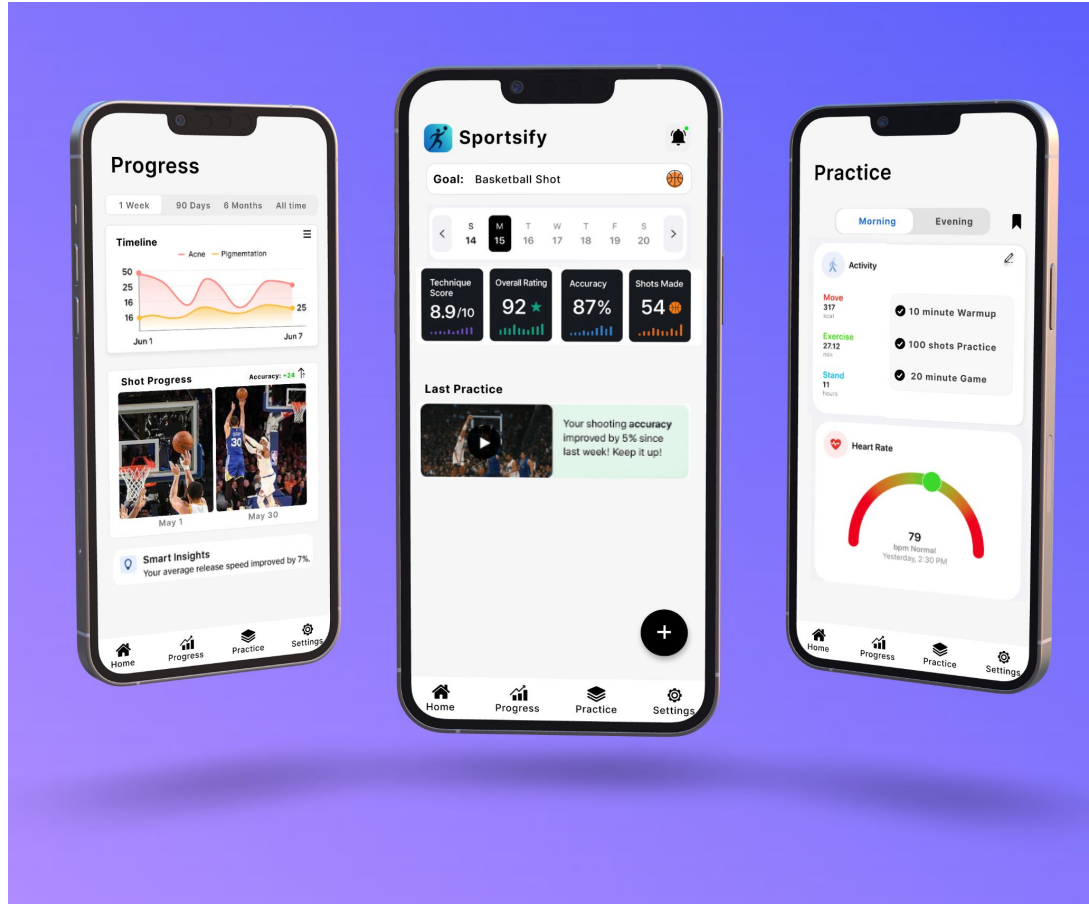 Progress
1 Week 90 Days 6 Months All time
Timeline
Acne Pigmemtation
50
25
16
16
25
Jun 1 Jun 7
Shot Progress Accuracy: +24
30
May 1 May 30
Smart Insights
Your average release speed improved by 7%.
Home Progress Practice Settings
Sportsify
Goal: Basketball Shot
S M T W T F S
< 14 15 16 17 18 19 20 >
Technique
Score
8.9/10
Overall Rating
92
Accuracy
87%
Shots Made
54
Last Practice
Your shooting accuracy
improved by 5% since
last week! Keep it up!
+
Home Progress Practice Settings
Practice
Morning Evening
Activity
Move
317
kcal
Exercise
27.12
min
Stand
11
hours
10 minute Warmup
100 shots Practice
20 minute Game
Heart Rate
79
bpm Normal
Yesterday, 2:30 PM
Home Progress Practice Settings